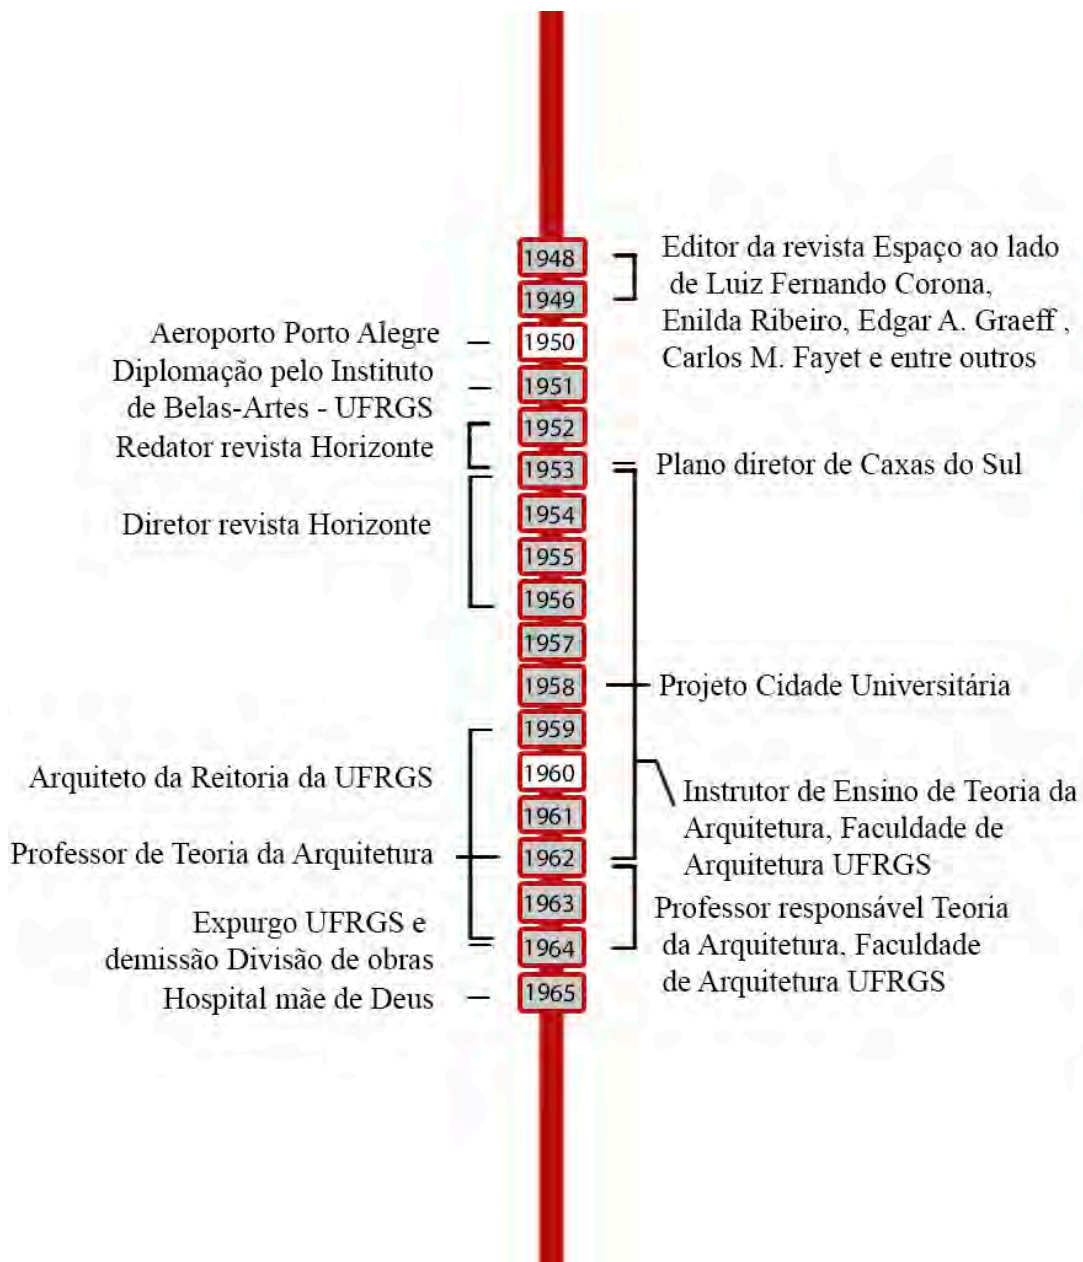 1948
1949
1950
1951
1952
1953
1954
1955
1956
1957
1958
1959
1960
1961
1962
1963
1964
1965
Aeroporto Porto Alegre
Diplomação pelo Instituto
de Belas-Artes - UFRGS
Redator revista Horizonte
Diretor revista Horizonte
Arquiteto da Reitoria da UFRGS
Professor de Teoria da Arquitetura
Expurgo UFRGS e
demissão Divisão de obras
Hospital mãe de Deus
Editor da revista Espaço ao lado
de Luiz Fernando Corona,
Enilda Ribeiro, Edgar A. Graeff ,
Carlos M. Fayet e entre outros
Plano diretor de Caxas do Sul
Projeto Cidade Universitária
Instrutor de Ensino de Teoria da
Arquitetura, Faculdade de
Arquitetura UFRGS
Professor responsável Teoria
da Arquitetura, Faculdade
de Arquitetura UFRGS